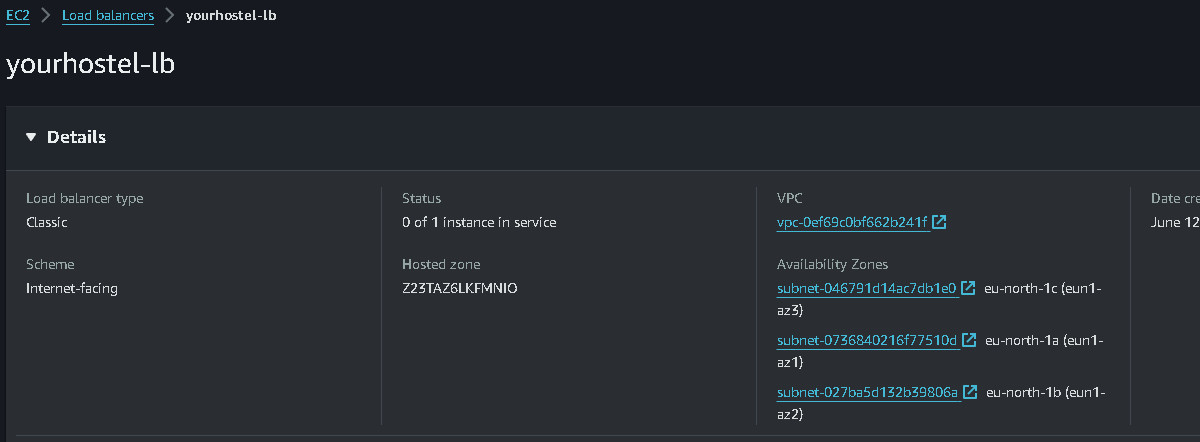 EC2 > Load balancers > yourhostel-lb
yourhostel-lb
Details
Load balancer type
Classic
Scheme
Internet-facing
Status
0 of 1 instance in service
Hosted zone
Z23TAZ6LKFMNIO
VPC
vpc-0ef69c0bf662b241f
Availability Zones
subnet-046791d14ac7db1e0 eu-north-1c (eun1-
az3)
subnet-0736840216f77510d eu-north-1a (eun1-
az1)
subnet-027ba5d132b39806a eu-north-1b (eun1-
az2)
Date cre
June 12